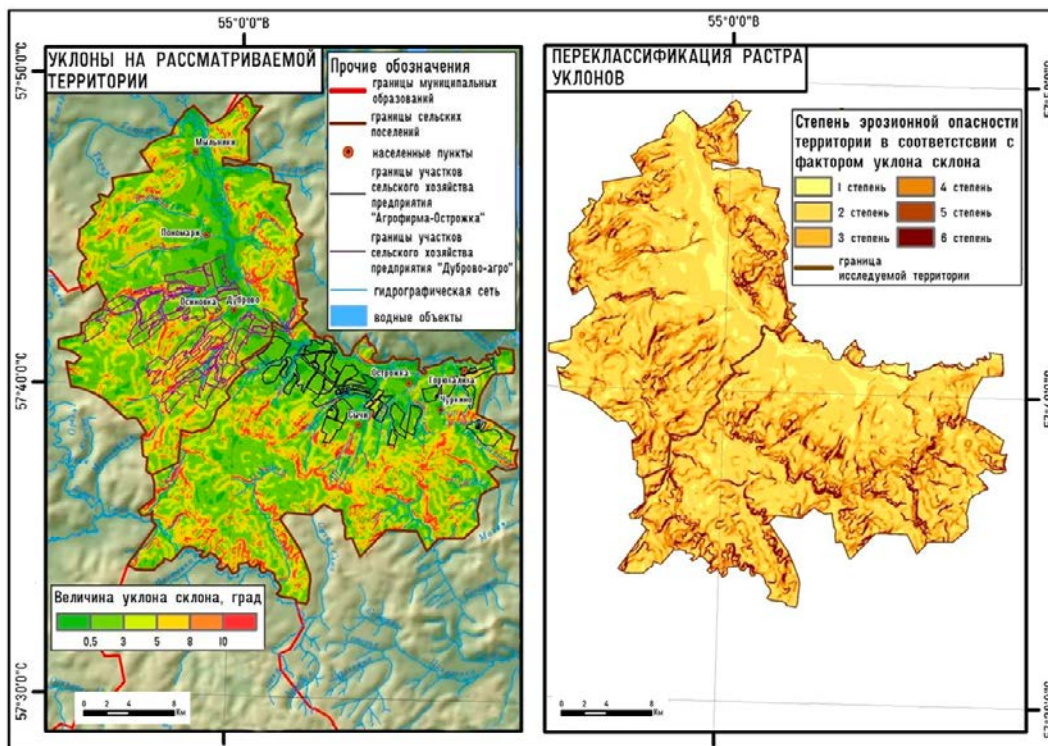 55°0'0"В
55°0'0"В
УКЛОНЫ НА РАССМАТРИВАЕМОЙ
ТЕРРИТОРИИ
Прочие обозначения
границы муниципальных
образований
границы сельских
поселений
населенные пункты
границы участков
сельского хозяйства
предприятия
"Агрофирма-Острожка"
границы участков
сельского хозяйства
предприятия "Дуброво-агро"
гидрографическая сеть
водные объекты
Мыльники
Пономари
Осиновка
Дуброво
Острожка
Горюхалиха
Чуркино
Сычи
Величина уклона склона, град
0,5 3 5 8 10
0 2 4 8
Км
57°50'0"С
57°40'0"С
57°30'0"С
ПЕРЕКЛАССИФИКАЦИЯ РАСТРА
УКЛОНОВ
Степень эрозионной опасности
территории в соответствии с
фактором уклона склона
1 степень
4 степень
2 степень
5 степень
3 степень
6 степень
граница
исследуемой территории
0 2 4 8
Км